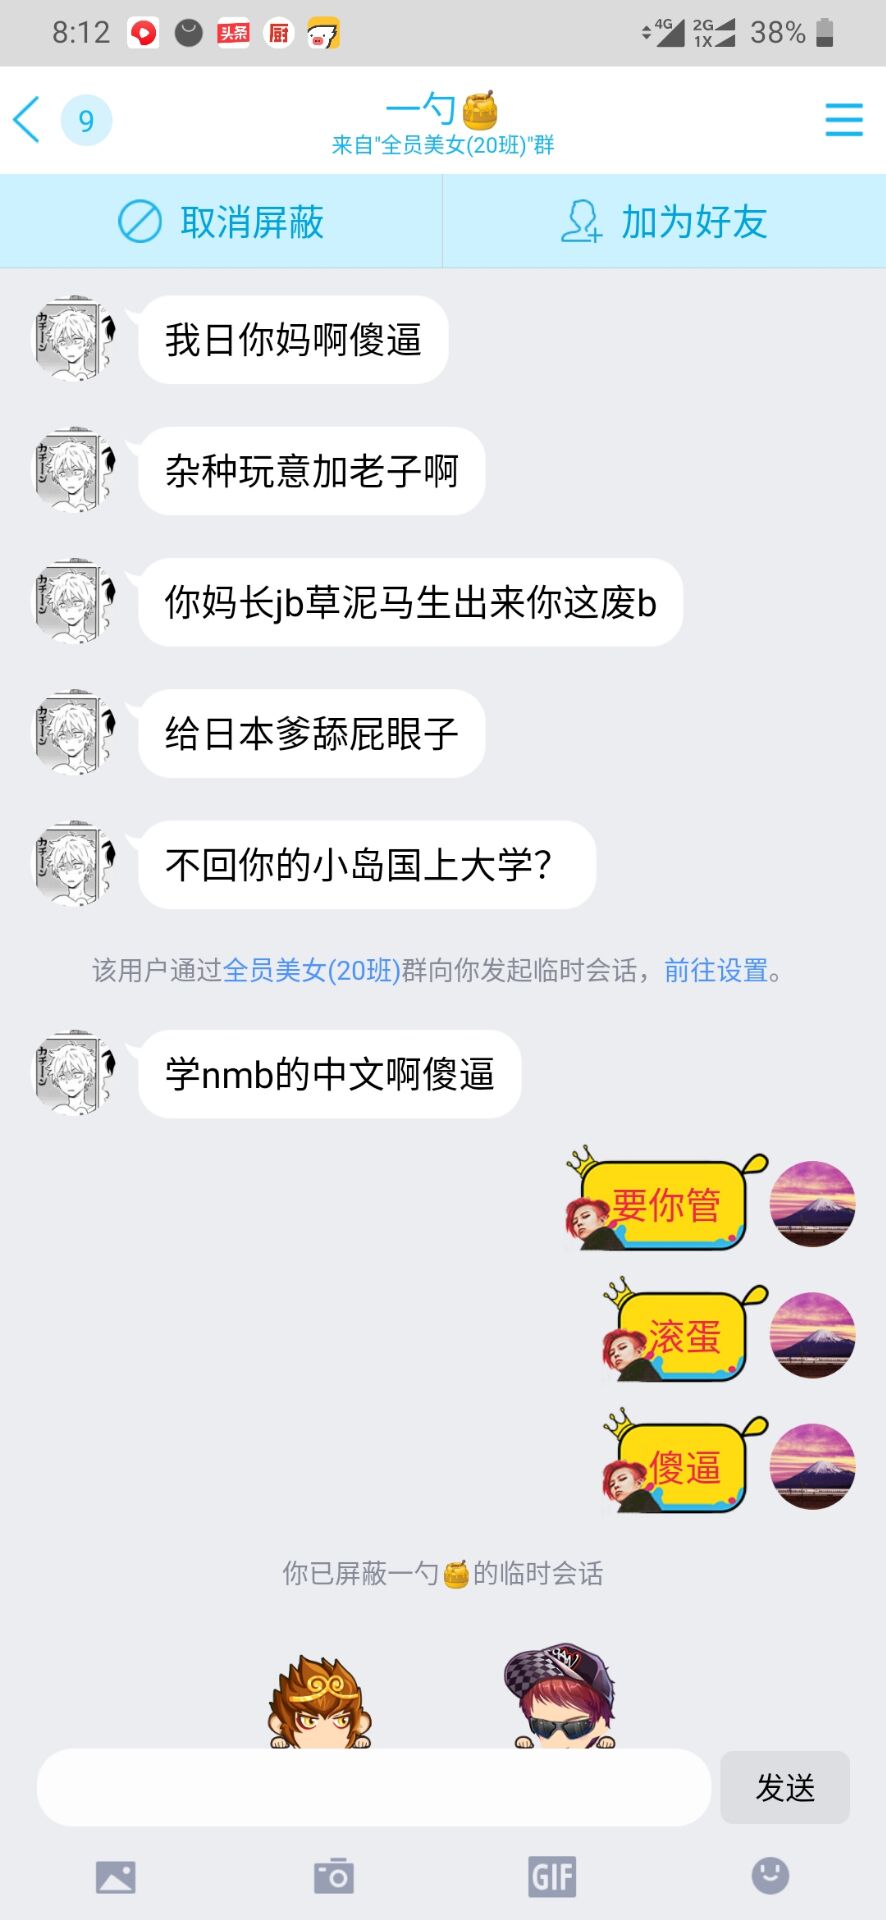 8:12
头条
厨
4G
2G
1X
38%
9
一勺🍯
来自"全员美女(20班)"群
取消屏蔽
加为好友
我日你妈啊傻逼
杂种玩意加老子啊
你妈长jb草泥马生出来你这废b
给日本爹舔屁眼子
不回你的小岛国上大学?
该用户通过全员美女(20班)群向你发起临时会话，前往设置。
学nmb的中文啊傻逼
要你管
滚蛋
傻逼
你已屏蔽一勺🍯的临时会话
发送
GIF